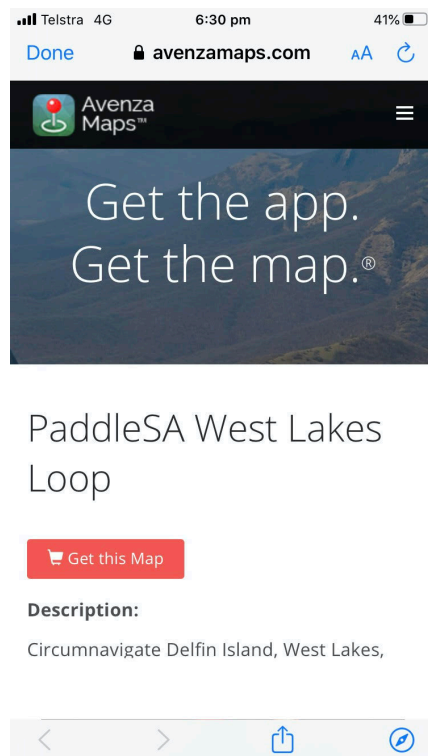 Telstra 4G 6:30 pm 41%
Done avenzamaps.com AA
Avenza
Maps™
Get the app.
Get the map.®
PaddleSA West Lakes
Loop
Get this Map
Description:
Circumnavigate Delfin Island, West Lakes,